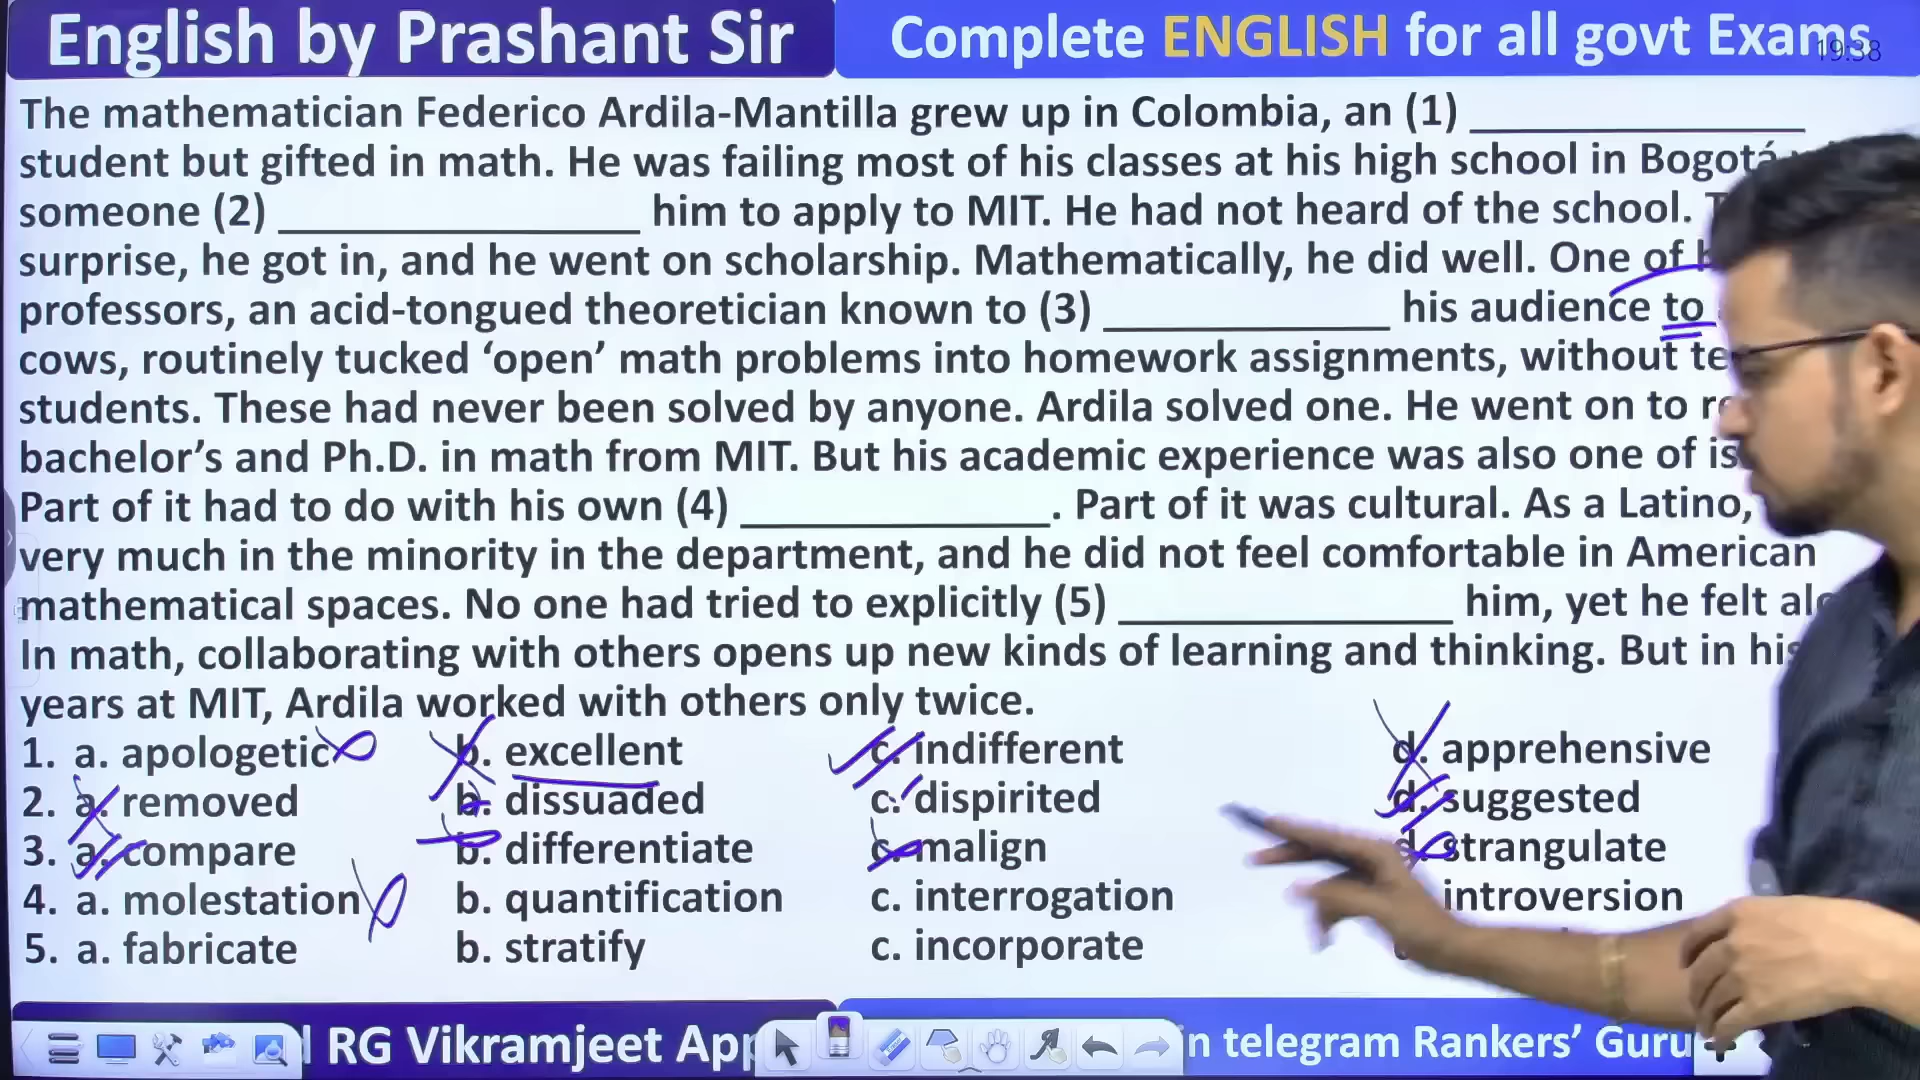 English by Prashant Sir
Complete ENGLISH for all govt Exams
19:38
The mathematician Federico Ardila-Mantilla grew up in Colombia, an (1) ________________
student but gifted in math. He was failing most of his classes at his high school in Bogotá
someone (2) _________________ him to apply to MIT. He had not heard of the school.
surprise, he got in, and he went on scholarship. Mathematically, he did well. One of
professors, an acid-tongued theoretician known to (3) ______________ his audience to
cows, routinely tucked ‘open’ math problems into homework assignments, without
students. These had never been solved by anyone. Ardila solved one. He went on to
bachelor’s and Ph.D. in math from MIT. But his academic experience was also one of
Part of it had to do with his own (4) _______________. Part of it was cultural. As a Latino,
very much in the minority in the department, and he did not feel comfortable in American
mathematical spaces. No one had tried to explicitly (5) ________________ him, yet he felt
In math, collaborating with others opens up new kinds of learning and thinking. But in
years at MIT, Ardila worked with others only twice.
1. a. apologetic b. excellent c. indifferent d. apprehensive
2. a. removed b. dissuaded c. dispirited d. suggested
3. a. compare b. differentiate c. malign d. strangulate
4. a. molestation b. quantification c. interrogation introversion
5. a. fabricate b. stratify c. incorporate
RG Vikramjeet
in telegram Rankers’ Guru